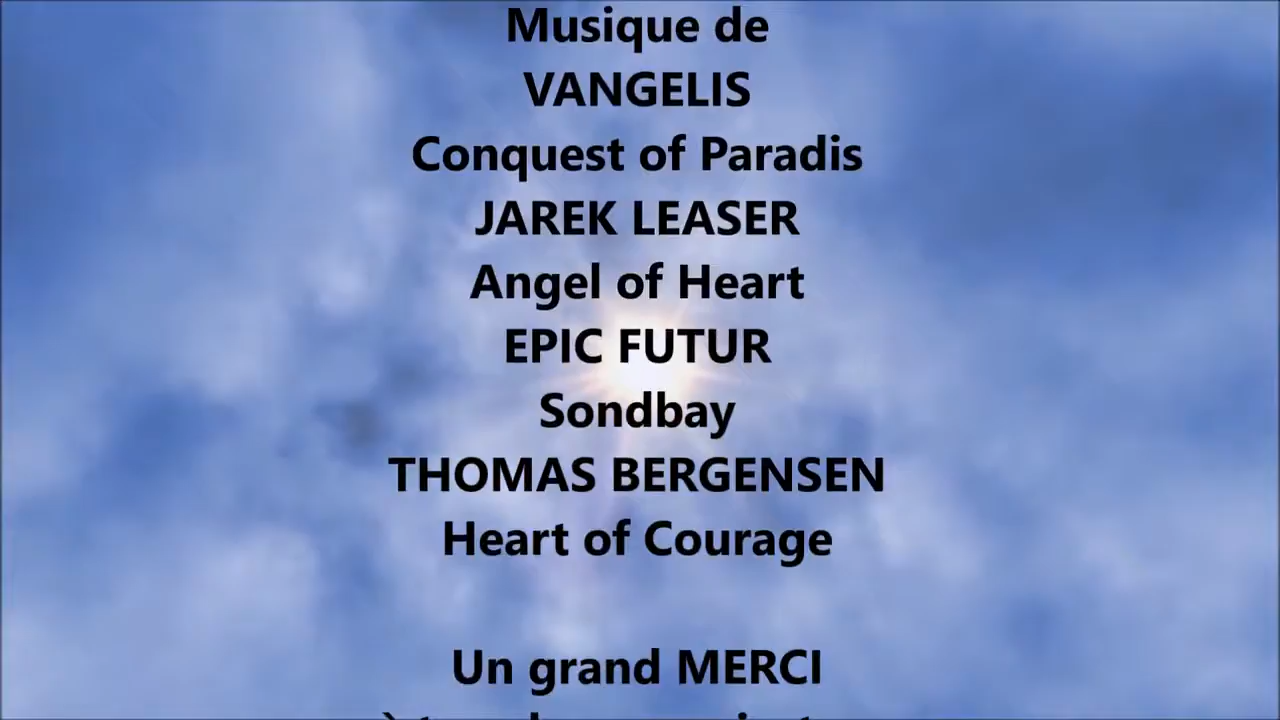 Musique de
VANGELIS
Conquest of Paradis
JAREK LEASER
Angel of Heart
EPIC FUTUR
Sondbay
THOMAS BERGENSEN
Heart of Courage
Un grand MERCI